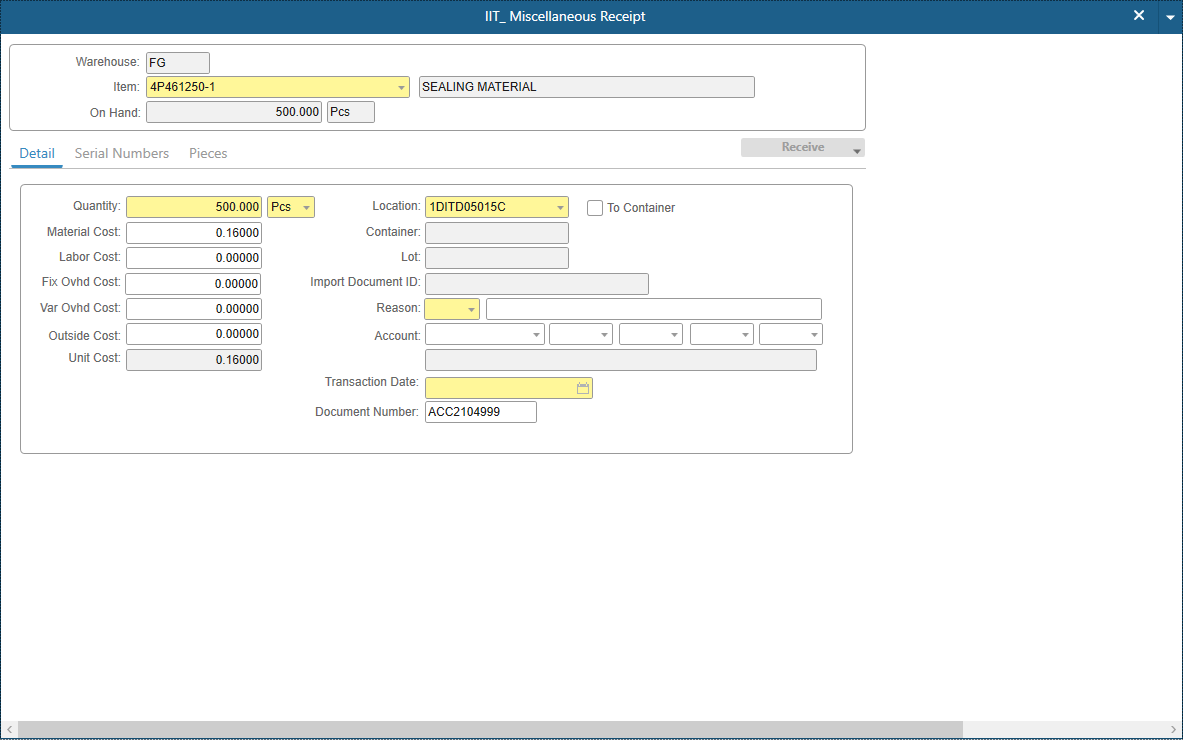 IIT_ Miscellaneous Receipt
Warehouse: FG
Item: 4P461250-1 SEALING MATERIAL
On Hand: 500.000 Pcs
Detail Serial Numbers Pieces Receive
Quantity: 500.000 Pcs Location: 1DITD05015C To Container
Material Cost: 0.16000 Container:
Labor Cost: 0.00000 Lot:
Fix Ovhd Cost: 0.00000 Import Document ID:
Var Ovhd Cost: 0.00000 Reason:
Outside Cost: 0.00000 Account:
Unit Cost: 0.16000
Transaction Date:
Document Number: ACC2104999